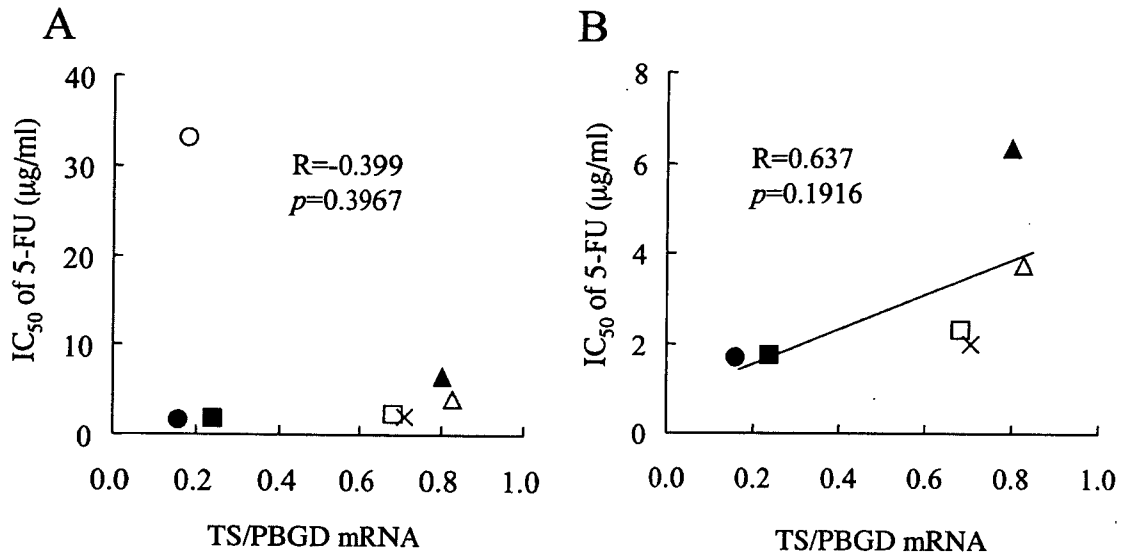 A
IC50 of 5-FU (μg/ml)
40
30
20
10
0
R=-0.399
p=0.3967
0.0 0.2 0.4 0.6 0.8 1.0
TS/PBGD mRNA
B
IC50 of 5-FU (μg/ml)
8
6
4
2
0
R=0.637
p=0.1916
0.0 0.2 0.4 0.6 0.8 1.0
TS/PBGD mRNA